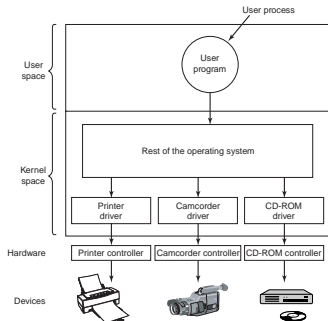 User process
User
space
User
program
Kernel
space
Rest of the operating system
Printer
driver
Camcorder
driver
CD-ROM
driver
Hardware
Printer controller
Camcorder controller
CD-ROM controller
Devices